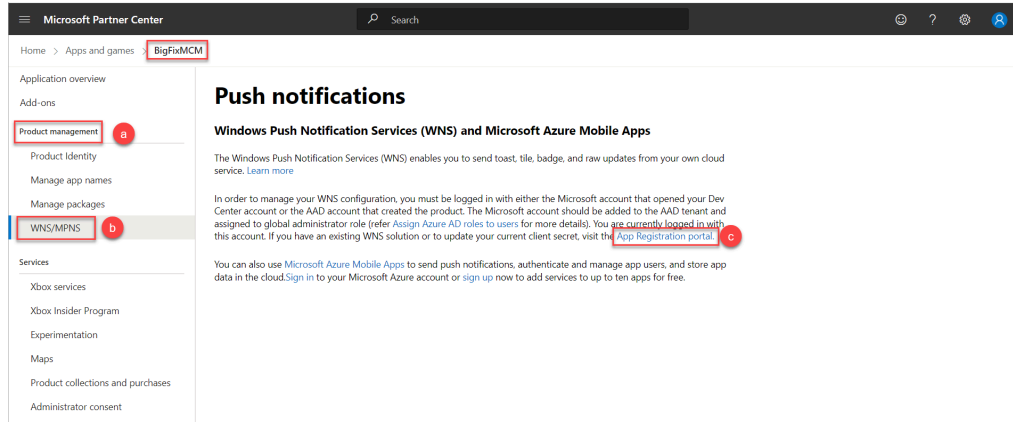 Microsoft Partner Center
Search
Home > Apps and games > BigFixMCM
Application overview
Add-ons
Product management
a
Product Identity
Manage app names
Manage packages
WNS/MPNS
b
Services
Xbox services
Xbox Insider Program
Experimentation
Maps
Product collections and purchases
Administrator consent
Push notifications
Windows Push Notification Services (WNS) and Microsoft Azure Mobile Apps
The Windows Push Notification Services (WNS) enables you to send toast, tile, badge, and raw updates from your own cloud
service. Learn more
In order to manage your WNS configuration, you must be logged in with either the Microsoft account that opened your Dev
Center account or the AAD account that created the product. The Microsoft account should be added to the AAD tenant and
assigned to global administrator role (refer Assign Azure AD roles to users for more details). You are currently logged in with
this account. If you have an existing WNS solution or to update your current client secret, visit the App Registration portal.
c
You can also use Microsoft Azure Mobile Apps to send push notifications, authenticate and manage app users, and store app
data in the cloud.Sign in to your Microsoft Azure account or sign up now to add services to up to ten apps for free.